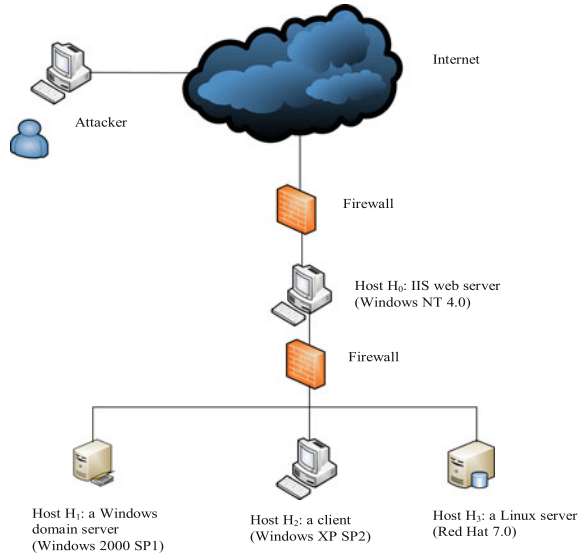 Internet
Attacker
Firewall
Host H₀: IIS web server
(Windows NT 4.0)
Firewall
Host H₁: a Windows
domain server
(Windows 2000 SP1)
Host H₂: a client
(Windows XP SP2)
Host H₃: a Linux server
(Red Hat 7.0)